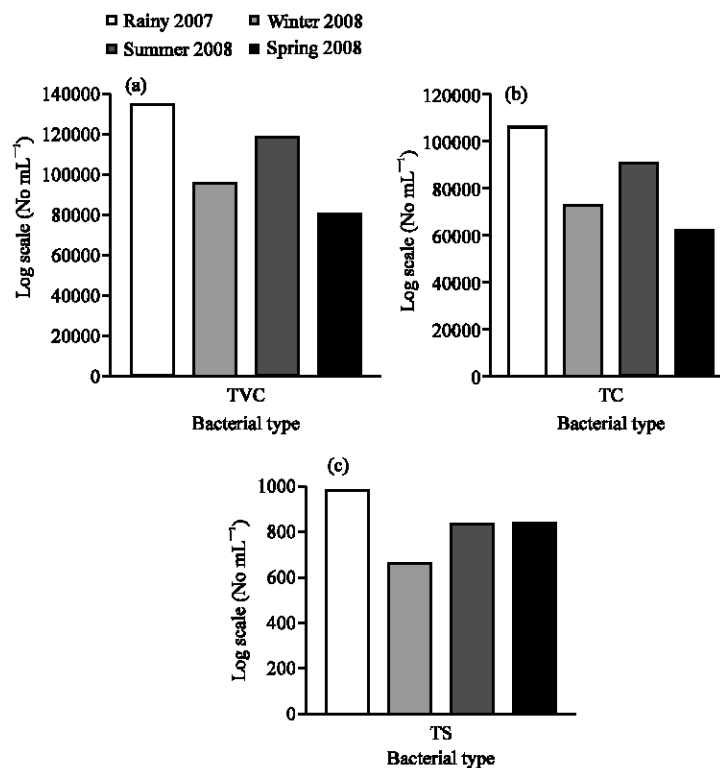 Rainy 2007 Winter 2008
Summer 2008 Spring 2008
(a)
140000
120000
100000
80000
60000
40000
20000
0
Log scale (No mL⁻¹)
TVC
Bacterial type
(b)
120000
100000
80000
60000
40000
20000
0
Log scale (No mL⁻¹)
TC
Bacterial type
(c)
1000
800
600
400
200
0
Log scale (No mL⁻¹)
TS
Bacterial type